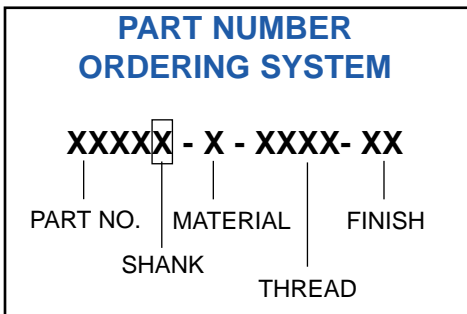 PART NUMBER
ORDERING SYSTEM
XXXXX - X - XXXX- XX
PART NO. MATERIAL FINISH
SHANK
THREAD